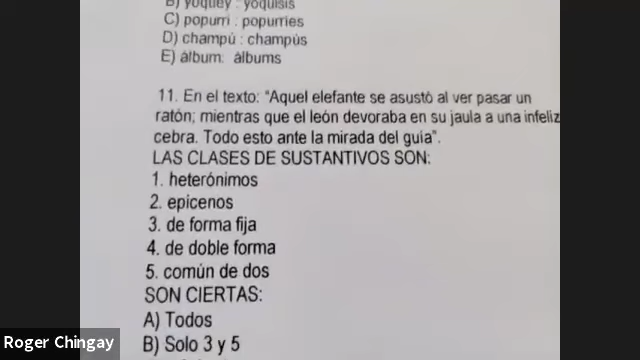 B) yóquey : yóquisis
C) popurrí : popurríes
D) champú : champús
E) álbum: álbums
11. En el texto: “Aquel elefante se asustó al ver pasar un
ratón; mientras que el león devoraba en su jaula a una infeliz
cebra. Todo esto ante la mirada del guía”.
LAS CLASES DE SUSTANTIVOS SON:
1. heterónimos
2. epicenos
3. de forma fija
4. de doble forma
5. común de dos
SON CIERTAS:
A) Todos
B) Solo 3 y 5
Roger Chingay